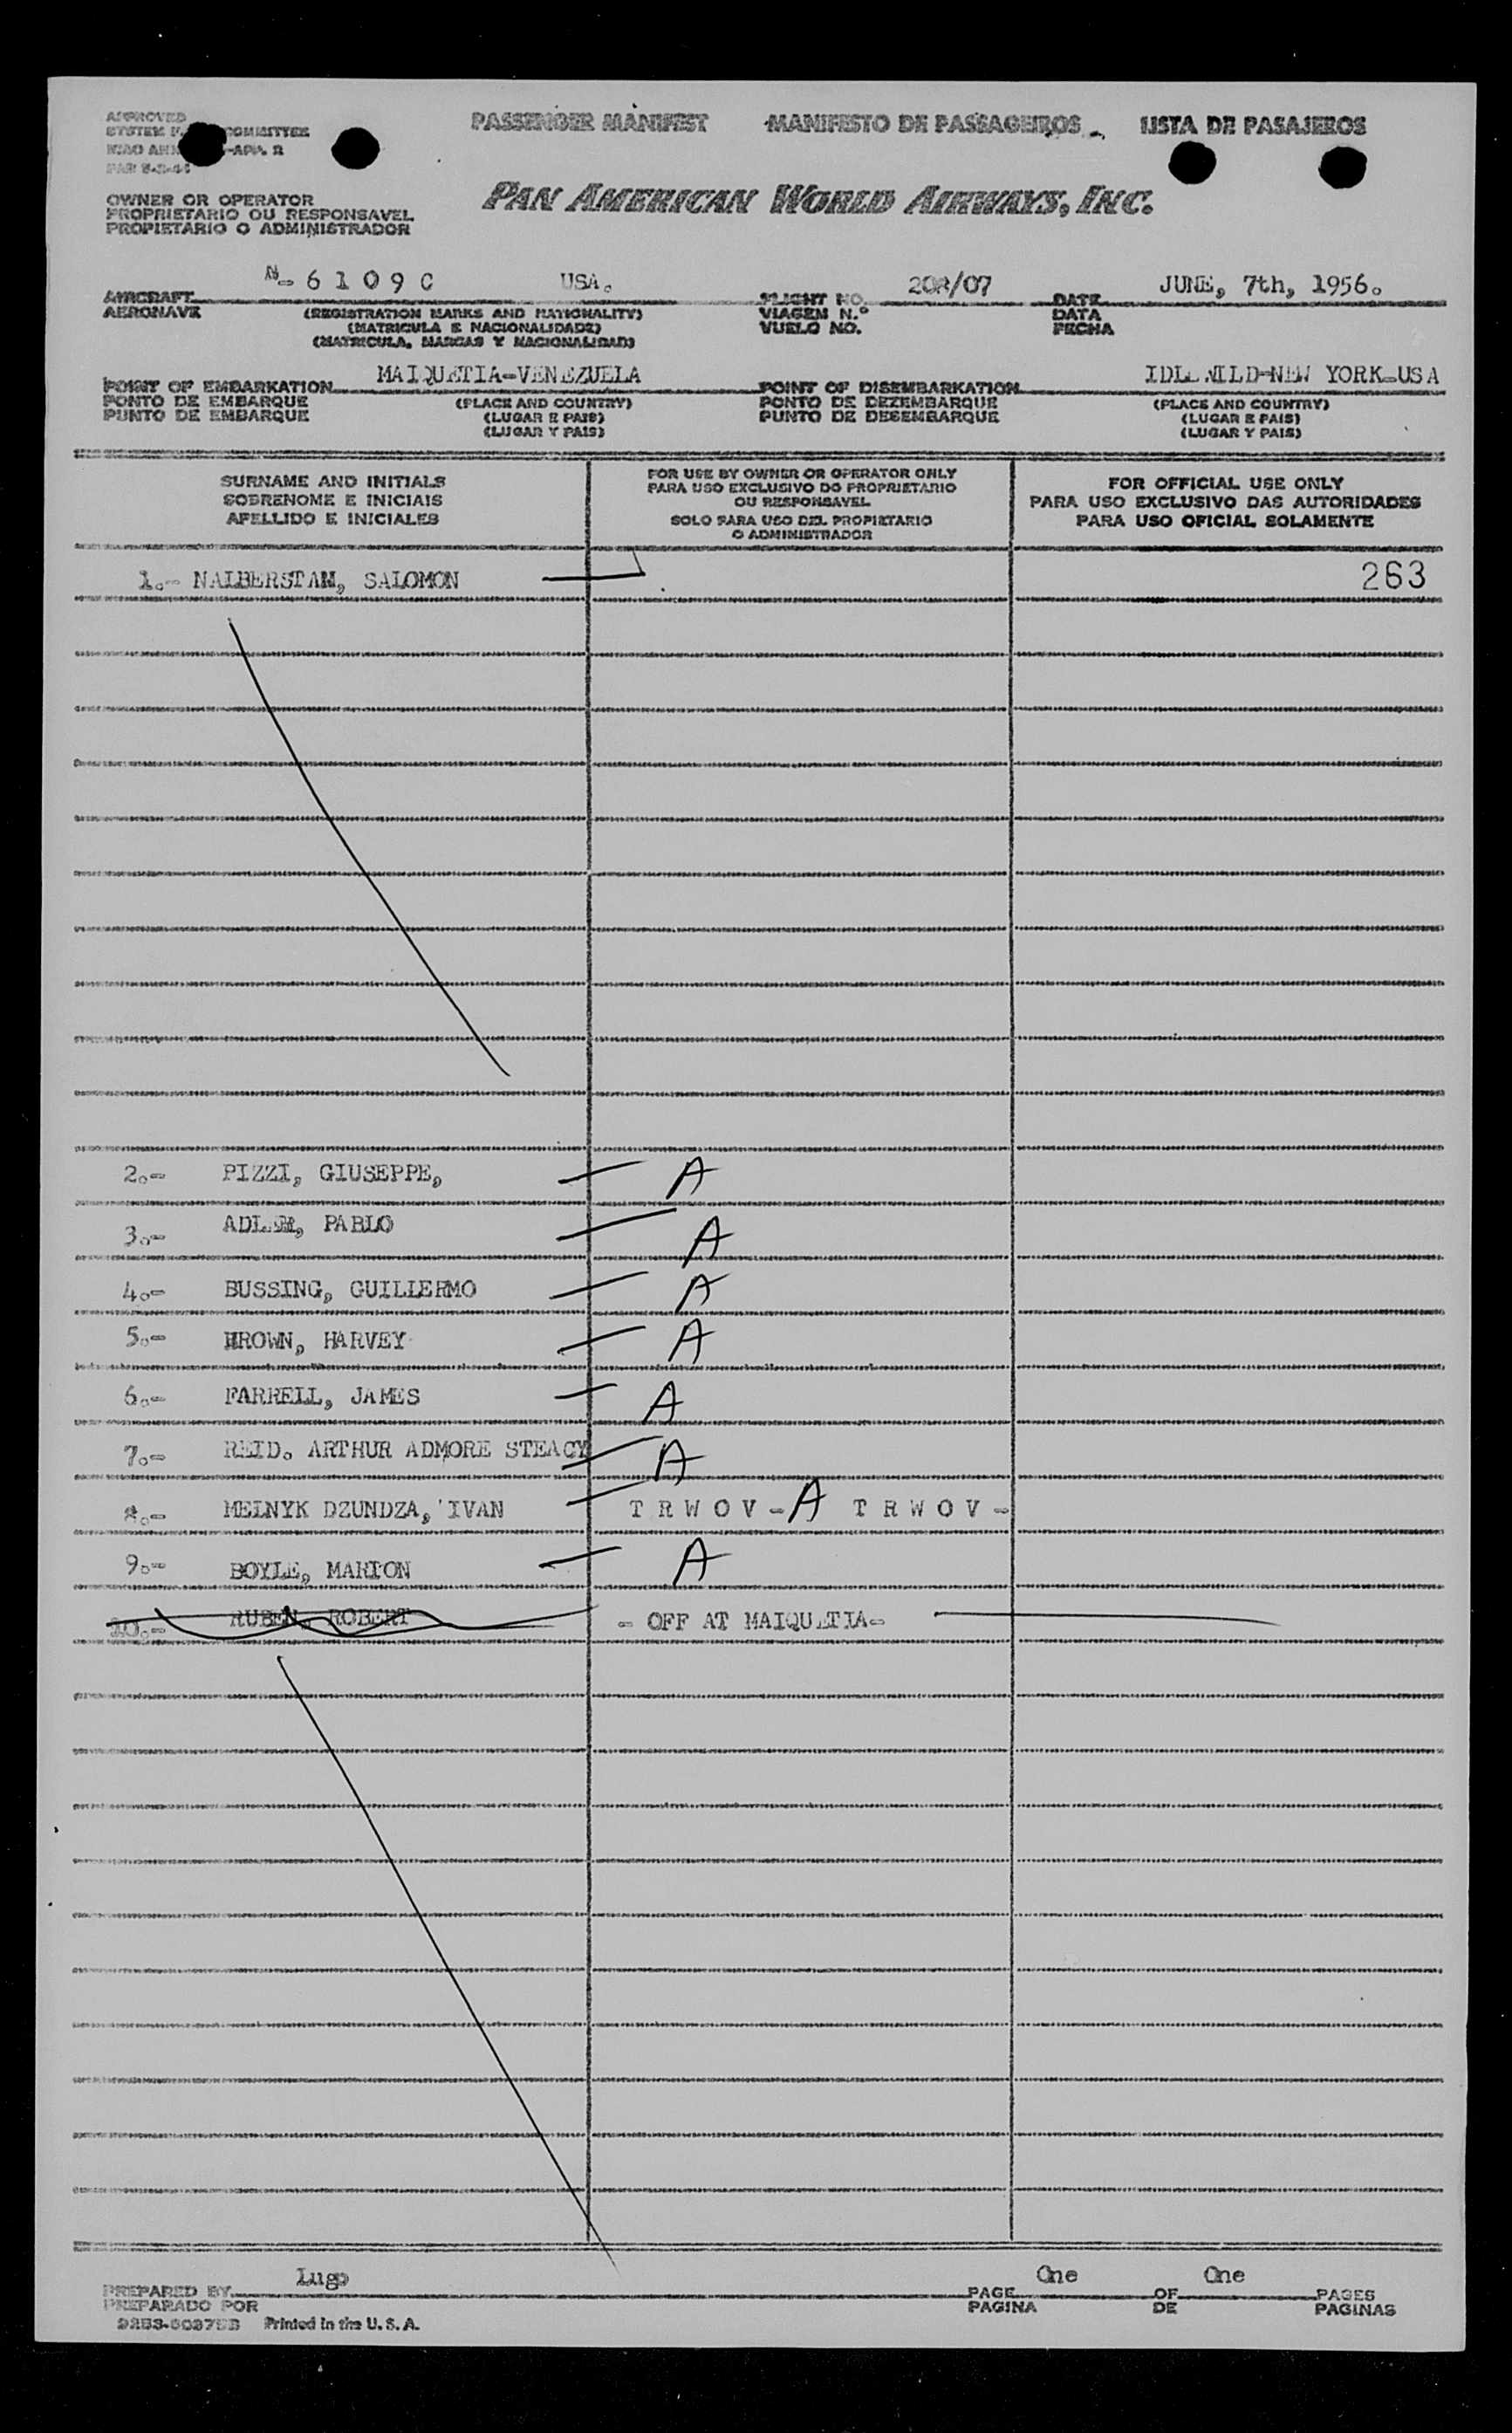 APPROVED
SYSTEM COMMITTEE
PASSENGER MANIFEST MANIFESTO DE PASSAGEIROS LISTA DE PASAJEROS
OWNER OR OPERATOR
PROPRIETARIO OU RESPONSAVEL
PROPIETARIO O ADMINISTRADOR
PAN AMERICAN WORLD AIRWAYS, INC.
AIRCRAFT N-6109C USA. FLIGHT NO. 202/07 DATE JUNE, 7th, 1956.
AERONAVE (REGISTRATION MARKS AND NATIONALITY) VIAGEM N.º DATA
(MATRICULA E NACIONALIDADE) VUELO NO. FECHA
(MATRICULA, MARCAS Y NACIONALIDAD)
POINT OF EMBARKATION MAIQUETIA-VENEZUELA POINT OF DISEMBARKATION IDLEWILD-NEW YORK-USA
PONTO DE EMBARQUE (PLACE AND COUNTRY) PONTO DE DEZEMBARQUE (PLACE AND COUNTRY)
PUNTO DE EMBARQUE (LUGAR E PAIS) PUNTO DE DESEMBARQUE (LUGAR E PAIS)
(LUGAR Y PAIS) (LUGAR Y PAIS)
SURNAME AND INITIALS
SOBRENOME E INICIAIS
APELLIDO E INICIALES
FOR USE BY OWNER OR OPERATOR ONLY
PARA USO EXCLUSIVO DO PROPRIETARIO
OU RESPONSAVEL
SOLO PARA USO DEL PROPIETARIO
O ADMINISTRADOR
FOR OFFICIAL USE ONLY
PARA USO EXCLUSIVO DAS AUTORIDADES
PARA USO OFICIAL SOLAMENTE
1.- NALBERSTAM, SALOMON 263
2.- PIZZI, GIUSEPPE, A
3.- ADLER, PABLO A
4.- BUSSING, GUILLERMO A
5.- BROWN, HARVEY A
6.- FARRELL, JAMES A
7.- REID. ARTHUR ADMORE STEACY A
8.- MELNYK DZUNDZA, IVAN T R W O V - A T R W O V -
9.- BOYLE, MARION A
10.- RUBEN, ROBERT - OFF AT MAIQUETIA-
PREPARED BY Lugo PAGE One OF One PAGES
PREPARADO POR PAGINA DE PAGINAS
Printed in the U. S. A.